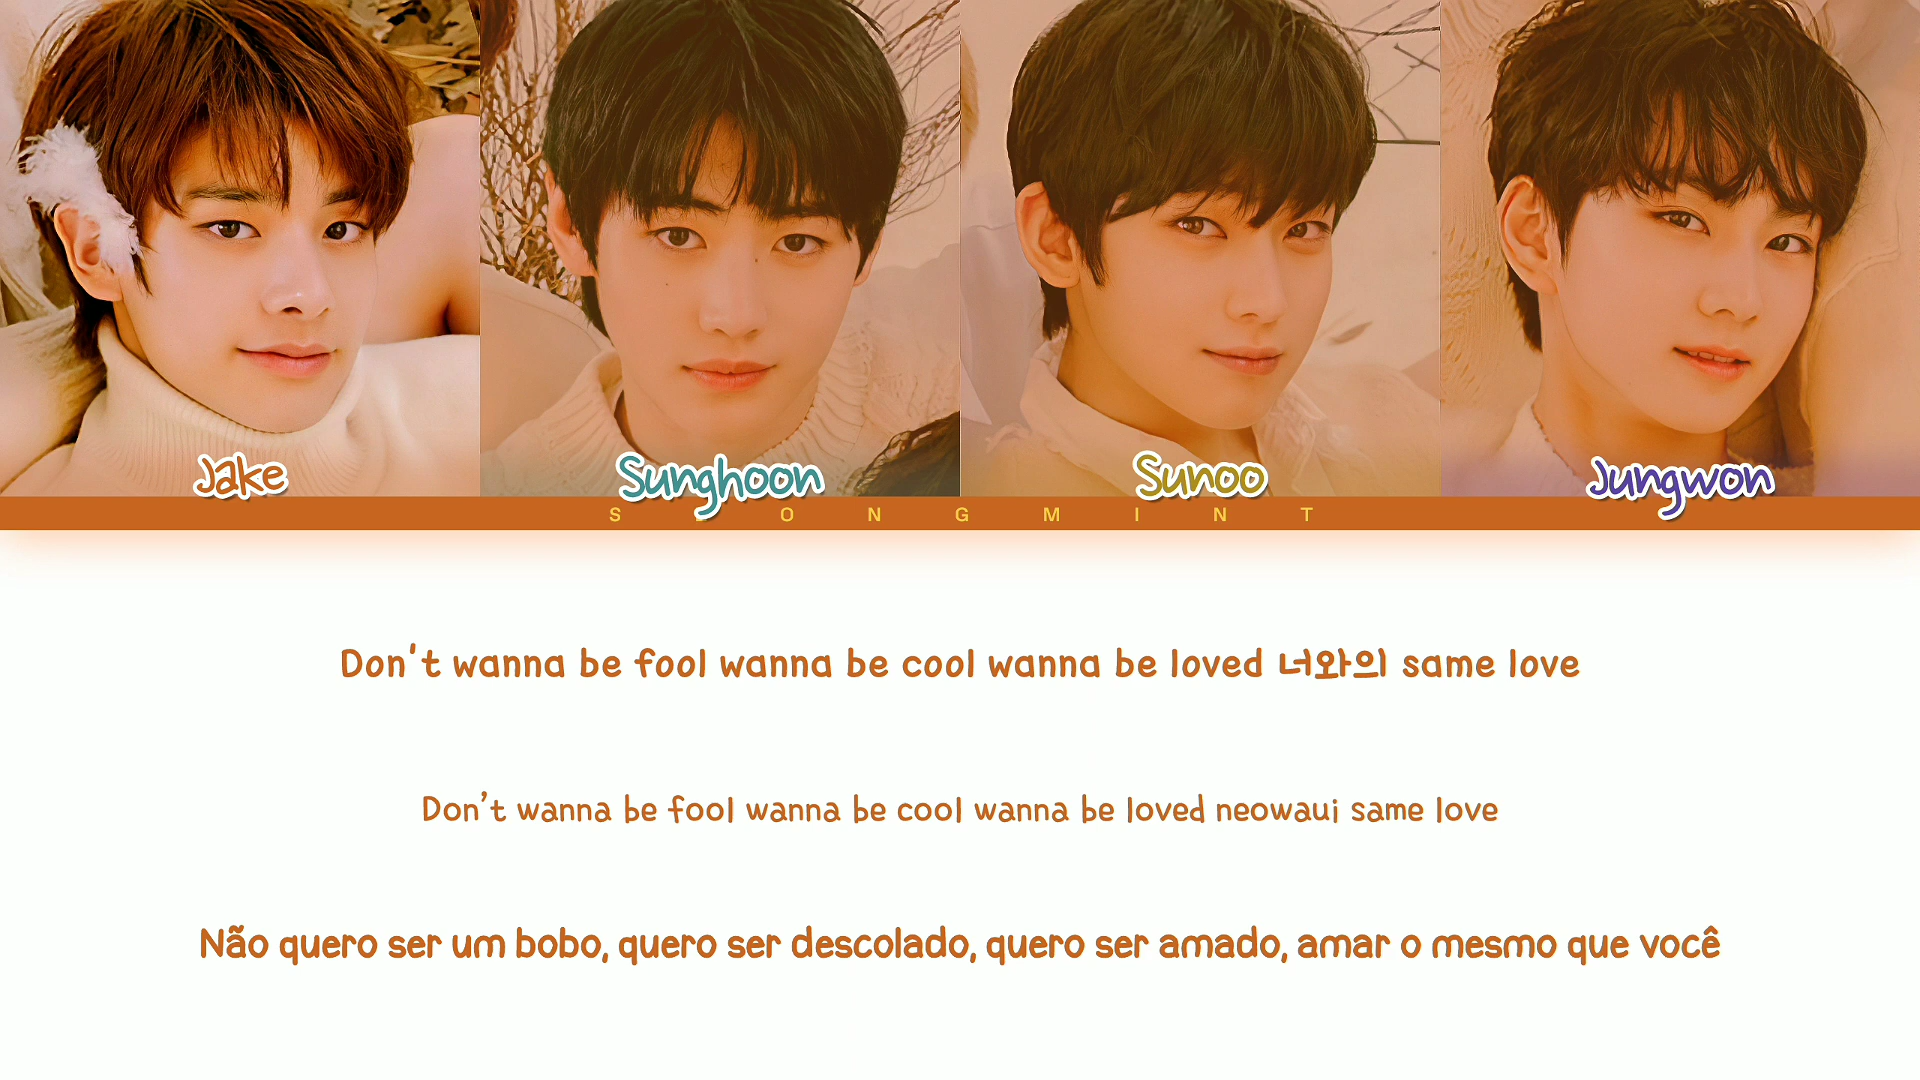 Jake
Sunghoon
Sunoo
Jungwon
SEONGMINT
Don't wanna be fool wanna be cool wanna be loved 너와의 same love
Don't wanna be fool wanna be cool wanna be loved neowaui same love
Não quero ser um bobo, quero ser descolado, quero ser amado, amar o mesmo que você